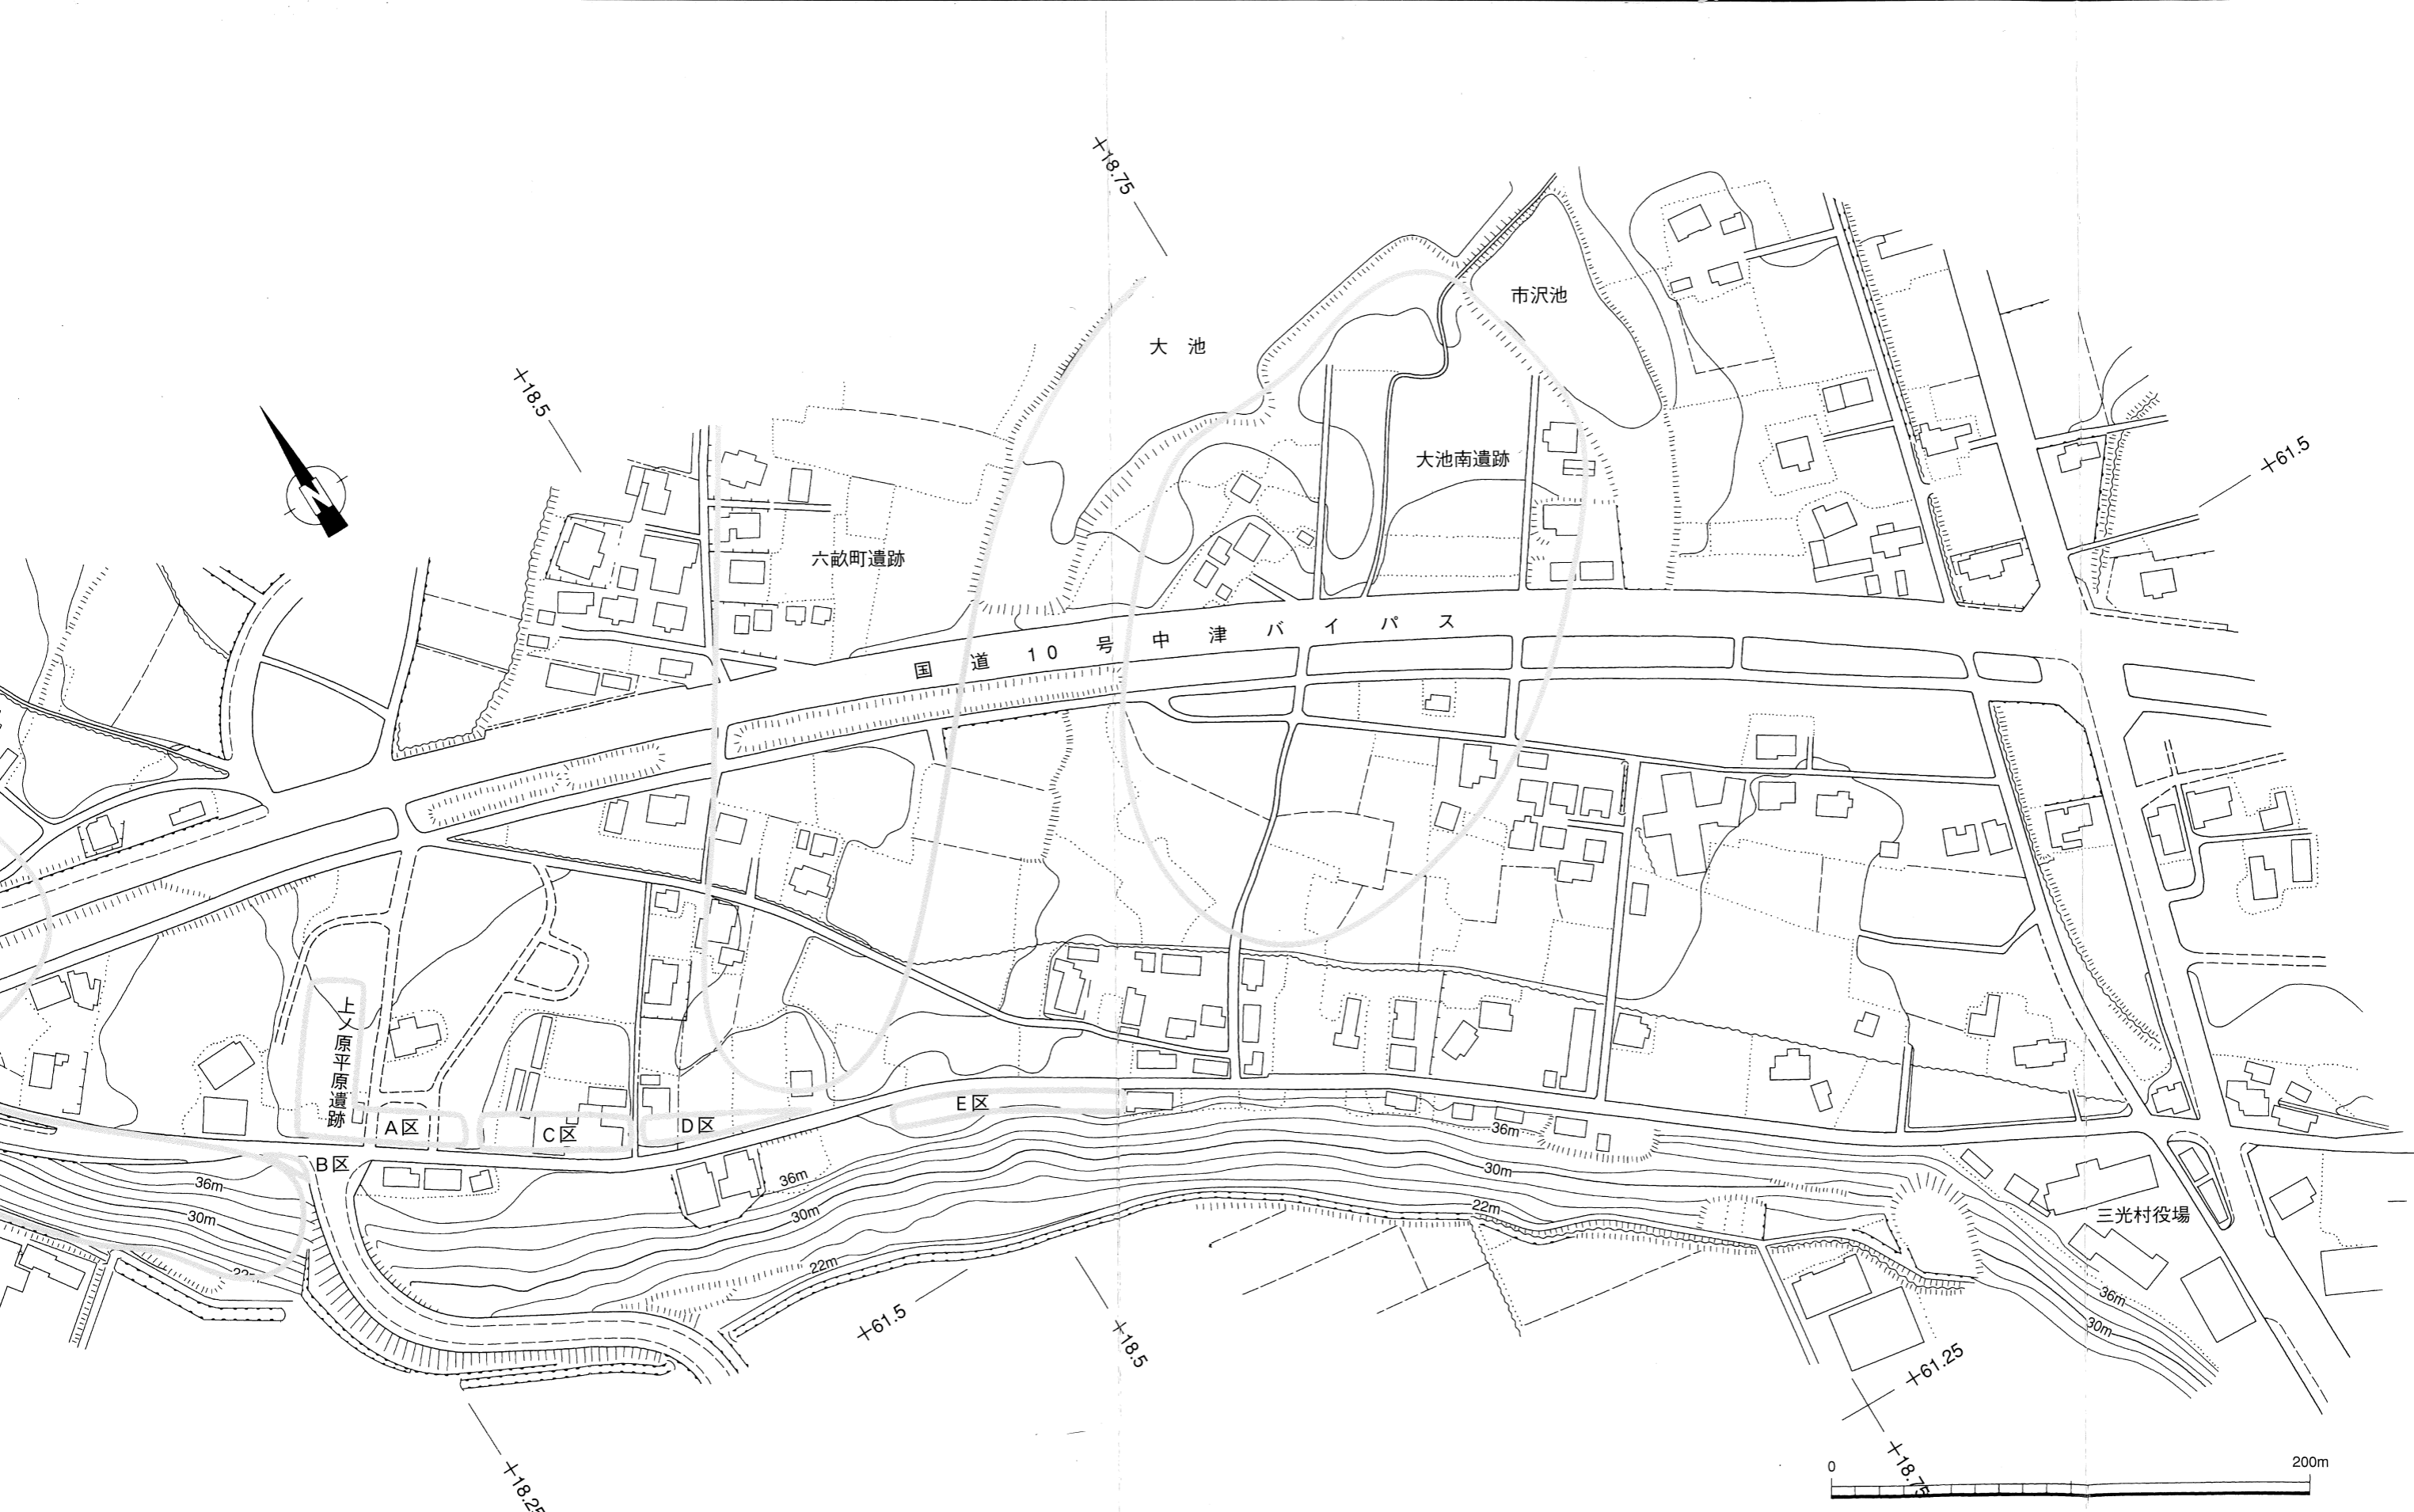 +18.75
市沢池
大 池
+18.5
大池南遺跡
+61.5
六畝町遺跡
国 道 10 号 中 津 バ イ パ ス
上ノ原平原遺跡
A区
B区
C区
D区
E区
36m
30m
22m
36m
30m
22m
36m
30m
22m
三光村役場
36m
30m
+61.5
+18.5
+61.25
+18.75
+18.25
0 200m